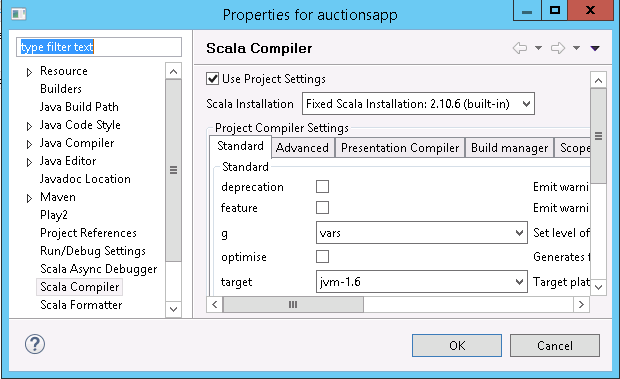 Properties for auctionsapp
type filter text
Resource
Builders
Java Build Path
Java Code Style
Java Compiler
Java Editor
Javadoc Location
Maven
Play2
Project References
Run/Debug Settings
Scala Async Debugger
Scala Compiler
Scala Formatter
Scala Compiler
Use Project Settings
Scala Installation Fixed Scala Installation: 2.10.6 (built-in)
Project Compiler Settings
Standard Advanced Presentation Compiler Build manager Scope
Standard
deprecation Emit warni
feature Emit warni
g vars Set level of
optimise Generates f
target jvm-1.6 Target plat
? OK Cancel